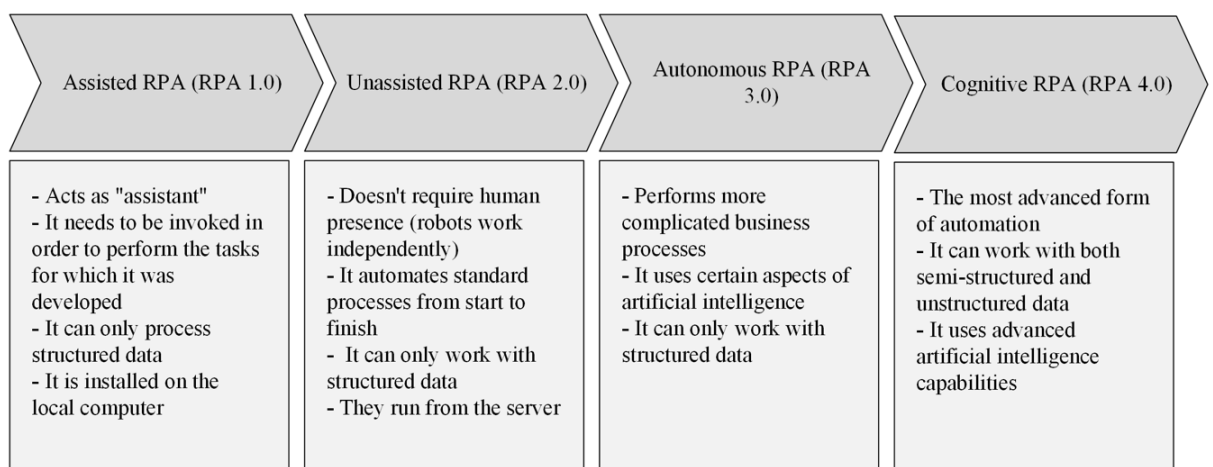 Assisted RPA (RPA 1.0)
Unassisted RPA (RPA 2.0)
Autonomous RPA (RPA
3.0)
Cognitive RPA (RPA 4.0)
- Acts as "assistant"
- It needs to be invoked in
order to perform the tasks
for which it was
developed
- It can only process
structured data
- It is installed on the
local computer
- Doesn't require human
presence (robots work
independently)
- It automates standard
processes from start to
finish
- It can only work with
structured data
- They run from the server
- Performs more
complicated business
processes
- It uses certain aspects of
artificial intelligence
- It can only work with
structured data
- The most advanced form
of automation
- It can work with both
semi-structured and
unstructured data
- It uses advanced
artificial intelligence
capabilities